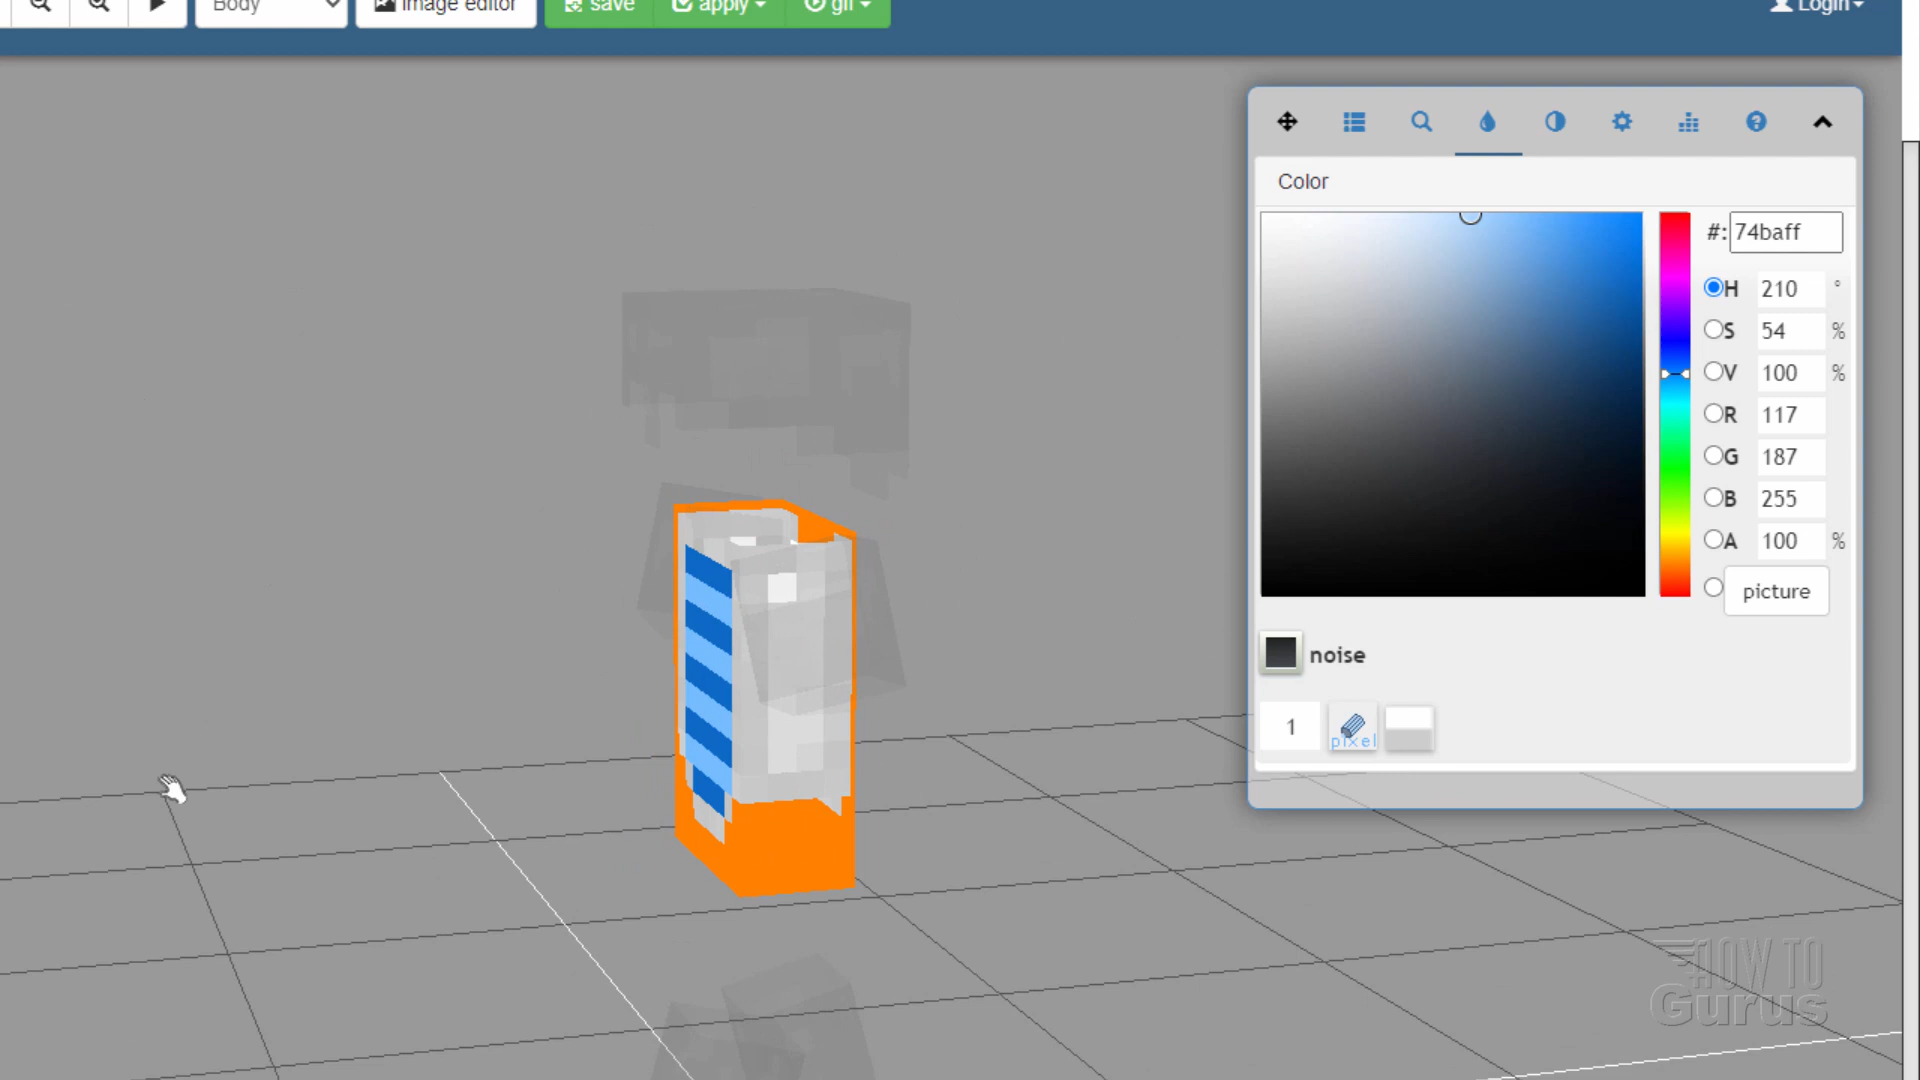 Body
Image editor
save
apply
gif
Login
Color
#: 74baff
H 210 °
S 54 %
V 100 %
R 117
G 187
B 255
A 100 %
picture
noise
1
pixel
HOW TO
Gurus